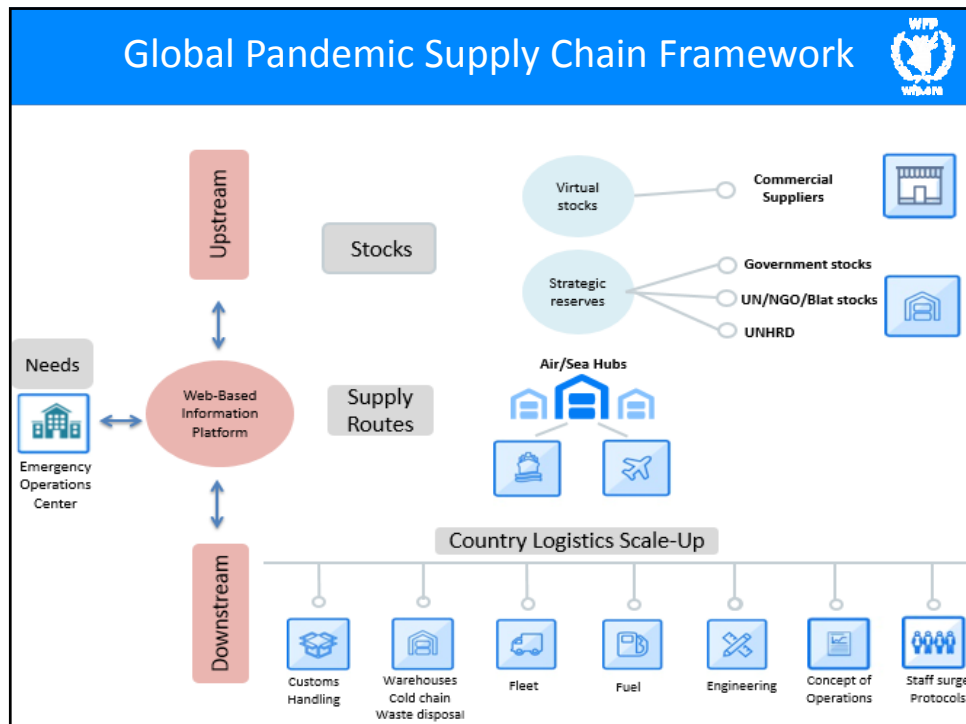 Global Pandemic Supply Chain Framework
WFP
wfp.org
Upstream
Stocks
Virtual
stocks
Commercial
Suppliers
Strategic
reserves
Government stocks
UN/NGO/Blat stocks
UNHRD
Needs
Emergency
Operations
Center
Web-Based
Information
Platform
Supply
Routes
Air/Sea Hubs
Downstream
Country Logistics Scale-Up
Customs
Handling
Warehouses
Cold chain
Waste disposal
Fleet
Fuel
Engineering
Concept of
Operations
Staff surge
Protocols